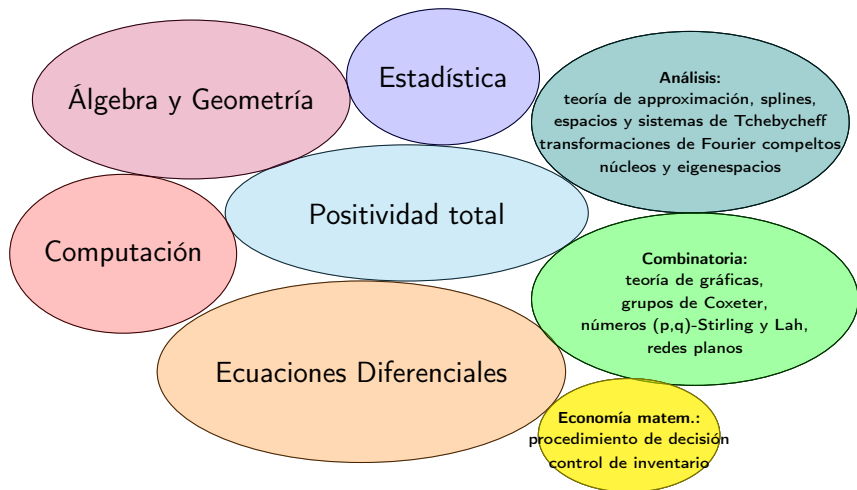 Álgebra y Geometría
Estadística
Análisis:
teoría de approximación, splines,
espacios y sistemas de Tchebycheff
transformaciones de Fourier compeltos
núcleos y eigenespacios
Positividad total
Computación
Combinatoria:
teoría de gráficas,
grupos de Coxeter,
números (p,q)-Stirling y Lah,
redes planos
Ecuaciones Diferenciales
Economía matem.:
procedimiento de decisión
control de inventario